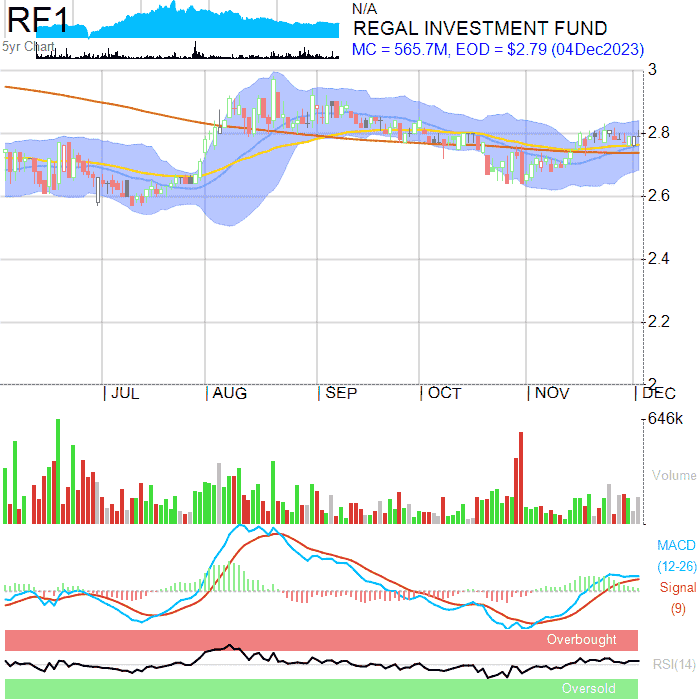 RF1
N/A
REGAL INVESTMENT FUND
5yr Chart
MC = 565.7M, EOD = $2.79 (04Dec2023)
3
2.8
2.6
2.4
2.2
2
JUL
AUG
SEP
OCT
NOV
DEC
646k
Volume
MACD
(12-26)
Signal
(9)
Overbought
RSI(14)
Oversold